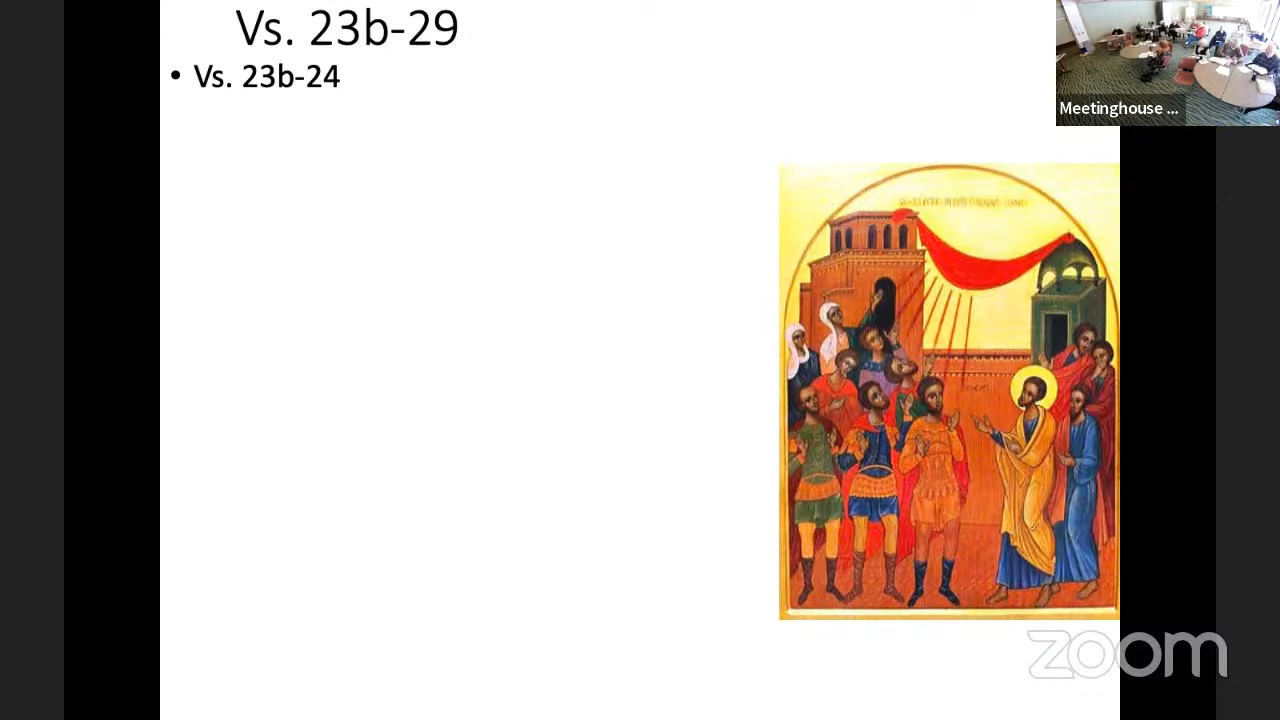 Vs. 23b-29
• Vs. 23b-24
Meetinghouse ...
zoom